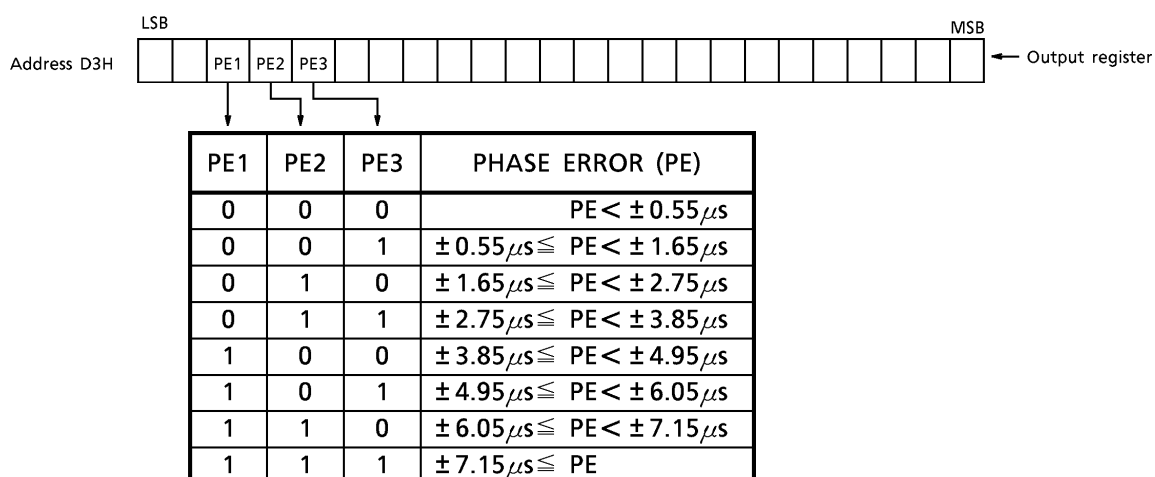 LSB
MSB
Address D3H PE1 PE2 PE3 Output register
PE1 PE2 PE3 PHASE ERROR (PE)
0 0 0 PE< ±0.55μs
0 0 1 ±0.55μs≦ PE< ±1.65μs
0 1 0 ±1.65μs≦ PE< ±2.75μs
0 1 1 ±2.75μs≦ PE< ±3.85μs
1 0 0 ±3.85μs≦ PE< ±4.95μs
1 0 1 ±4.95μs≦ PE< ±6.05μs
1 1 0 ±6.05μs≦ PE< ±7.15μs
1 1 1 ±7.15μs≦ PE